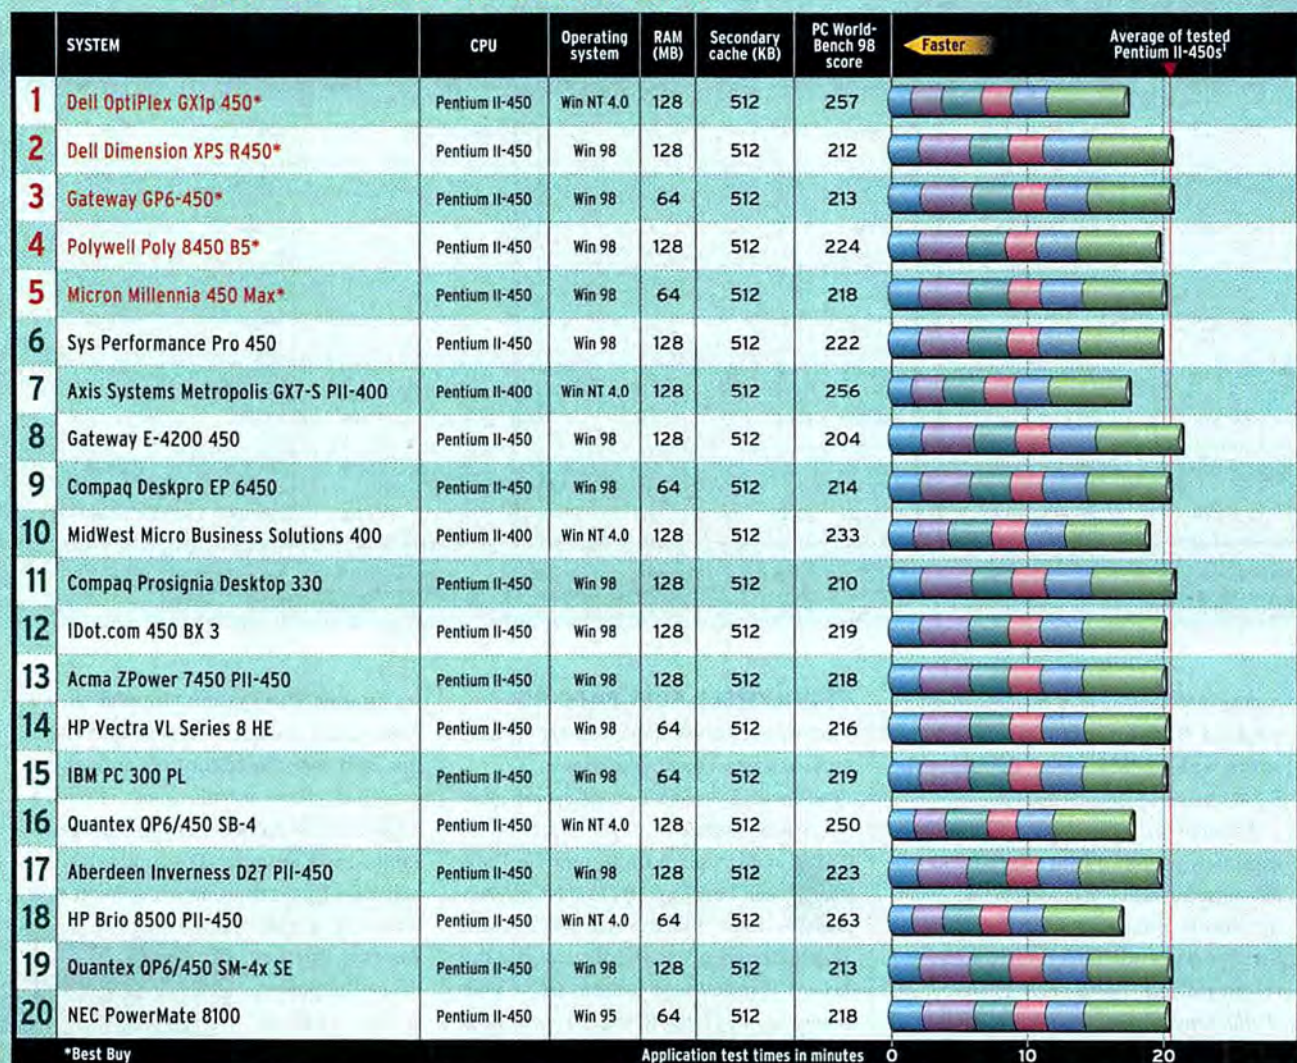 SYSTEM CPU Operating system RAM (MB) Secondary cache (KB) PC World-Bench 98 score Faster Average of tested Pentium II-450s¹
1 Dell OptiPlex GX1p 450* Pentium II-450 Win NT 4.0 128 512 257
2 Dell Dimension XPS R450* Pentium II-450 Win 98 128 512 212
3 Gateway GP6-450* Pentium II-450 Win 98 64 512 213
4 Polywell Poly 8450 B5* Pentium II-450 Win 98 128 512 224
5 Micron Millennia 450 Max* Pentium II-450 Win 98 64 512 218
6 Sys Performance Pro 450 Pentium II-450 Win 98 128 512 222
7 Axis Systems Metropolis GX7-S PII-400 Pentium II-400 Win NT 4.0 128 512 256
8 Gateway E-4200 450 Pentium II-450 Win 98 128 512 204
9 Compaq Deskpro EP 6450 Pentium II-450 Win 98 64 512 214
10 MidWest Micro Business Solutions 400 Pentium II-400 Win NT 4.0 128 512 233
11 Compaq Prosignia Desktop 330 Pentium II-450 Win 98 128 512 210
12 IDot.com 450 BX 3 Pentium II-450 Win 98 128 512 219
13 Acma ZPower 7450 PII-450 Pentium II-450 Win 98 128 512 218
14 HP Vectra VL Series 8 HE Pentium II-450 Win 98 64 512 216
15 IBM PC 300 PL Pentium II-450 Win 98 64 512 219
16 Quantex QP6/450 SB-4 Pentium II-450 Win NT 4.0 128 512 250
17 Aberdeen Inverness D27 PII-450 Pentium II-450 Win 98 128 512 223
18 HP Brio 8500 PII-450 Pentium II-450 Win NT 4.0 64 512 263
19 Quantex QP6/450 SM-4x SE Pentium II-450 Win 98 128 512 213
20 NEC PowerMate 8100 Pentium II-450 Win 95 64 512 218
*Best Buy Application test times in minutes 0 10 20